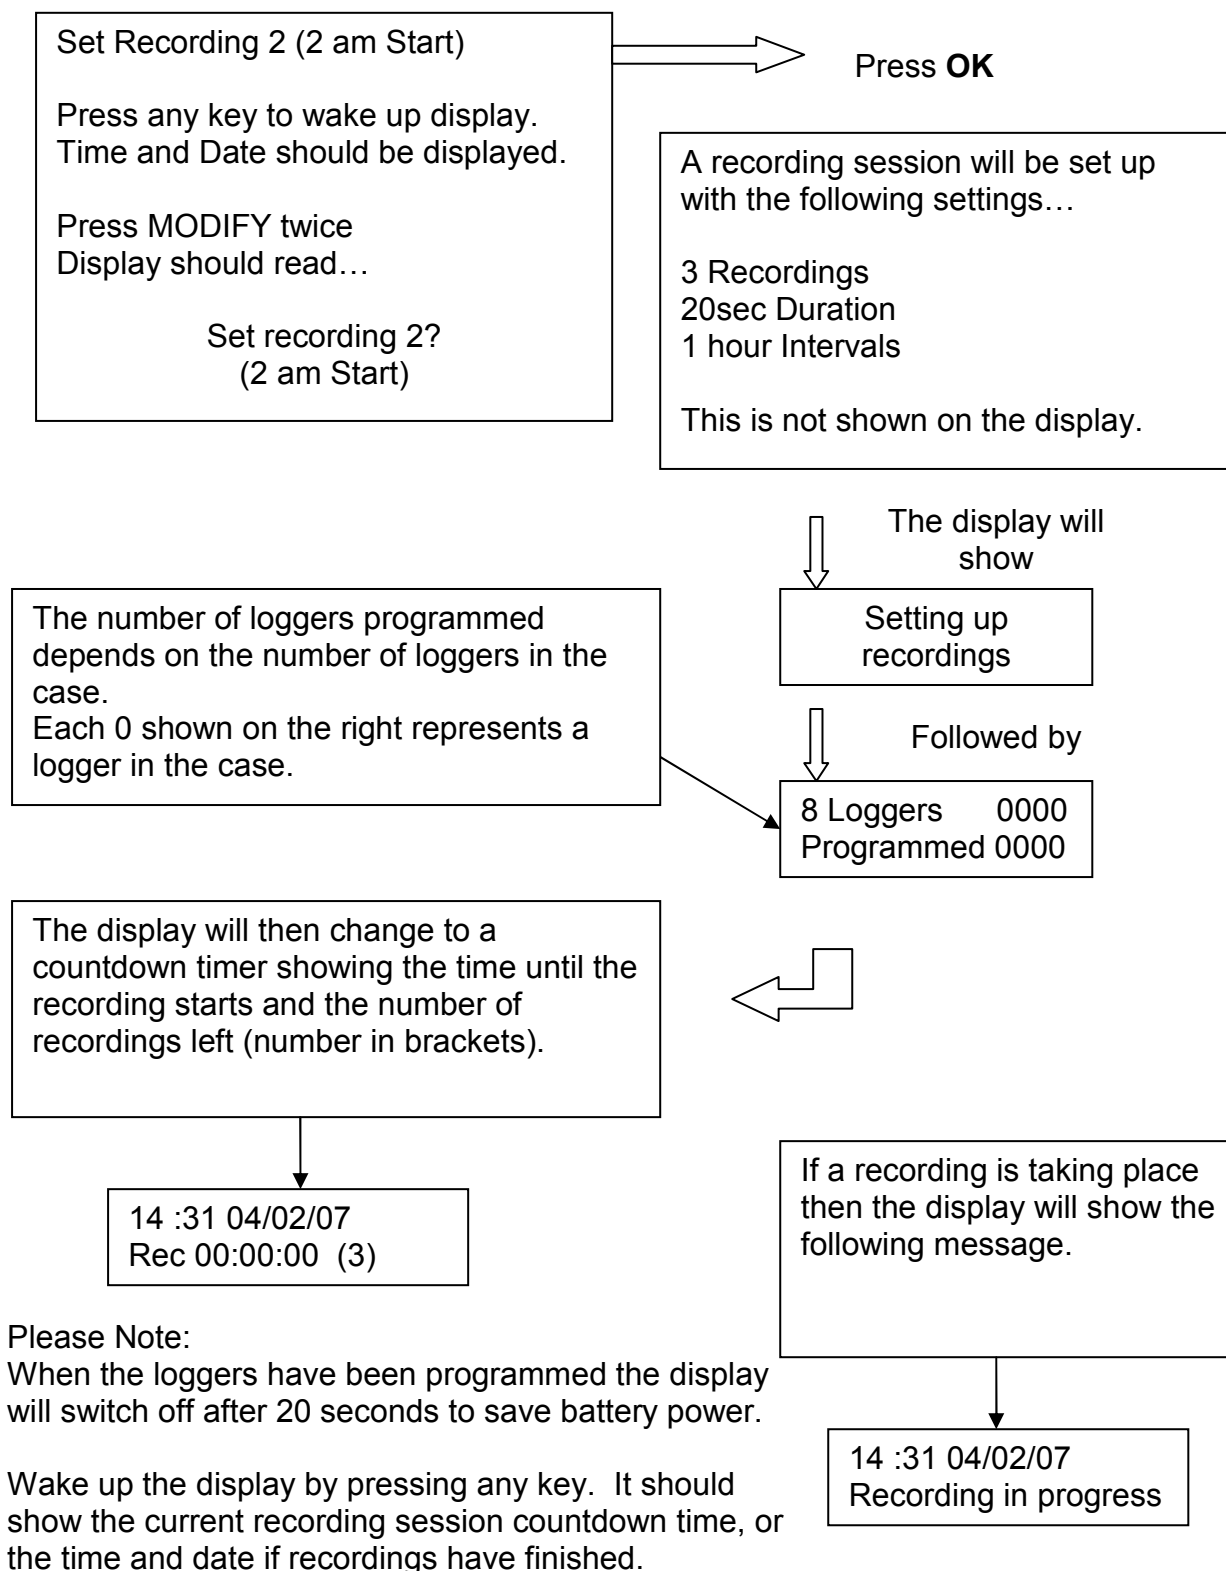 Set Recording 2 (2 am Start)
Press any key to wake up display.
Time and Date should be displayed.
Press MODIFY twice
Display should read…
Set recording 2?
(2 am Start)
Press OK
A recording session will be set up
with the following settings…
3 Recordings
20sec Duration
1 hour Intervals
This is not shown on the display.
The display will
show
Setting up
recordings
The number of loggers programmed
depends on the number of loggers in the
case.
Each 0 shown on the right represents a
logger in the case.
Followed by
8 Loggers 0000
Programmed 0000
The display will then change to a
countdown timer showing the time until the
recording starts and the number of
recordings left (number in brackets).
14 :31 04/02/07
Rec 00:00:00 (3)
If a recording is taking place
then the display will show the
following message.
14 :31 04/02/07
Recording in progress
Please Note:
When the loggers have been programmed the display
will switch off after 20 seconds to save battery power.
Wake up the display by pressing any key. It should
show the current recording session countdown time, or
the time and date if recordings have finished.